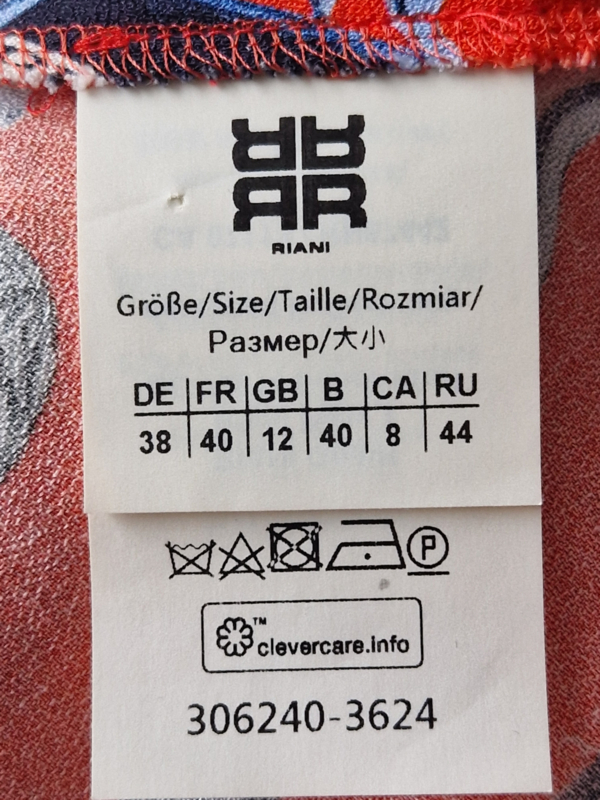 RIANI
Größe/Size/Taille/Rozmiar/
Размер/大小
DE FR GB B CA RU
38 40 12 40 8 44
P
™ clevercare.info
306240-3624